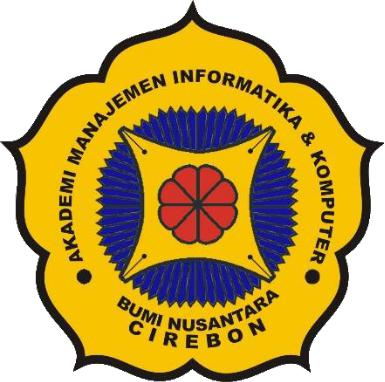 AKADEMI MANAJEMEN INFORMATIKA & KOMPUTER
BUMI NUSANTARA
CIREBON